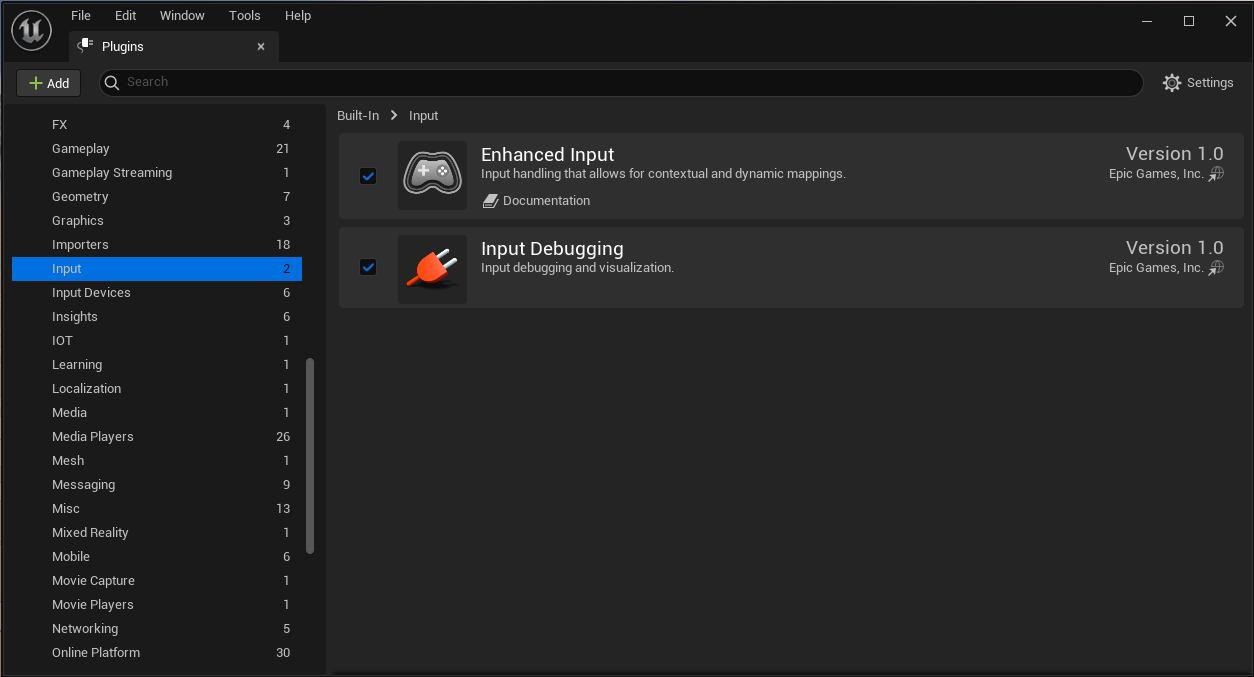 File Edit Window Tools Help
Plugins
Add Search Settings
FX 4
Gameplay 21
Gameplay Streaming 1
Geometry 7
Graphics 3
Importers 18
Input 2
Input Devices 6
Insights 6
IOT 1
Learning 1
Localization 1
Media 1
Media Players 26
Mesh 1
Messaging 9
Misc 13
Mixed Reality 1
Mobile 6
Movie Capture 1
Movie Players 1
Networking 5
Online Platform 30
Built-In > Input
Enhanced Input Version 1.0
Input handling that allows for contextual and dynamic mappings. Epic Games, Inc.
Documentation
Input Debugging Version 1.0
Input debugging and visualization. Epic Games, Inc.